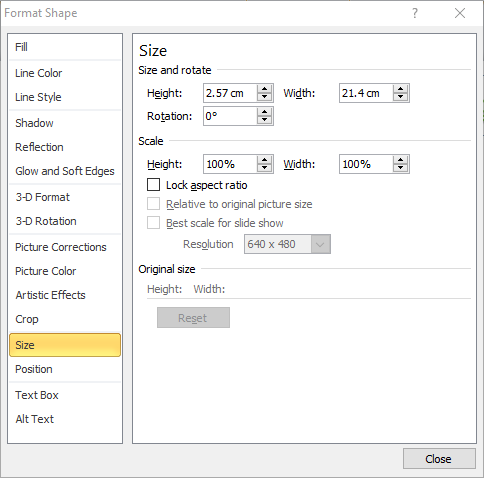 Format Shape ? ×
Fill
Line Color
Line Style
Shadow
Reflection
Glow and Soft Edges
3-D Format
3-D Rotation
Picture Corrections
Picture Color
Artistic Effects
Crop
Size
Position
Text Box
Alt Text
Size
Size and rotate
Height: 2.57 cm Width: 21.4 cm
Rotation: 0°
Scale
Height: 100% Width: 100%
Lock aspect ratio
Relative to original picture size
Best scale for slide show
Resolution 640 x 480
Original size
Height: Width:
Reset
Close